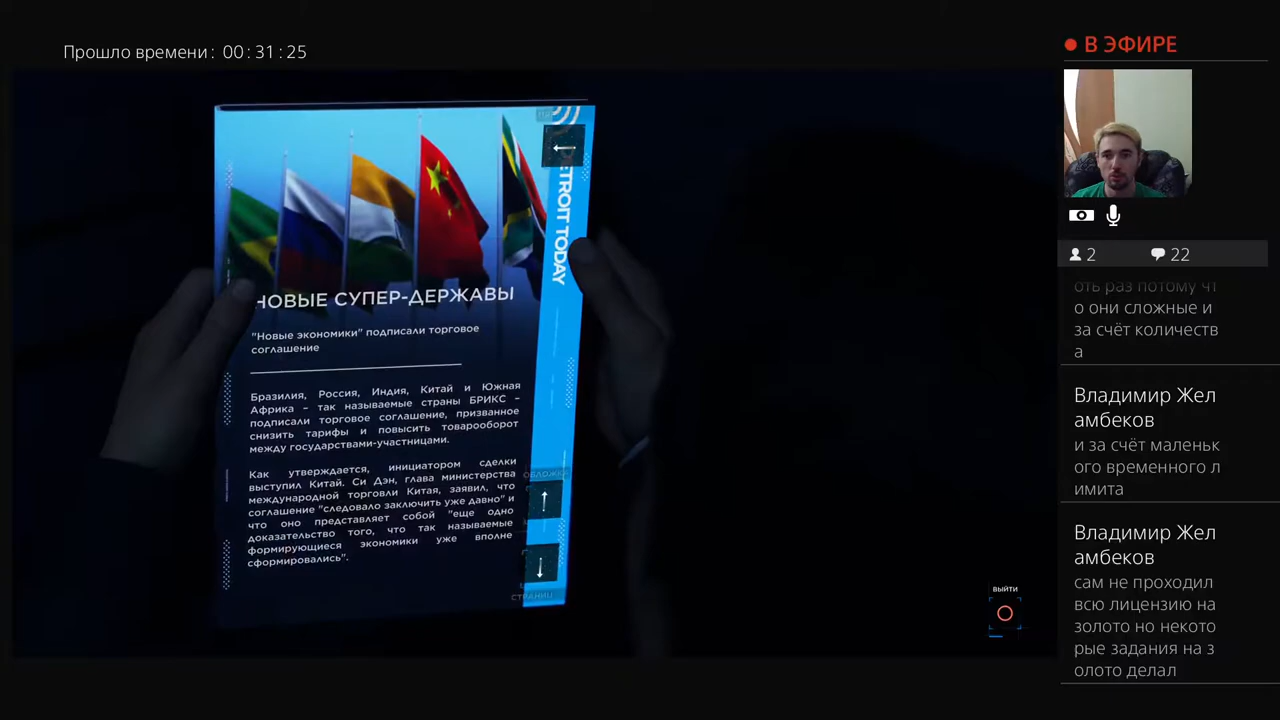 Прошло времени: 00:31:25
В ЭФИРЕ
2
22
DETROIT TODAY
НОВЫЕ СУПЕР-ДЕРЖАВЫ
"Новые экономики" подписали торговое
соглашение
Бразилия, Россия, Индия, Китай и Южная
Африка – так называемые страны БРИКС –
подписали торговое соглашение, призванное
снизить тарифы и повысить товарооборот
между государствами-участницами.
Как утверждается, инициатором сделки
выступил Китай. Си Дэн, глава министерства
международной торговли Китая, заявил, что
соглашение "следовало заключить уже давно" и
что оно представляет собой "еще одно
доказательство того, что так называемые
формирующиеся экономики уже вполне
сформировались".
ОБЛОЖКА
СТРАНИЦ
ВЫЙТИ
оть раз потому чт
о они сложные и
за счёт количеств
а
Владимир Жел
амбеков
и за счёт маленьк
ого временного л
имита
Владимир Жел
амбеков
сам не проходил
всю лицензию на
золото но некото
рые задания на з
олото делал